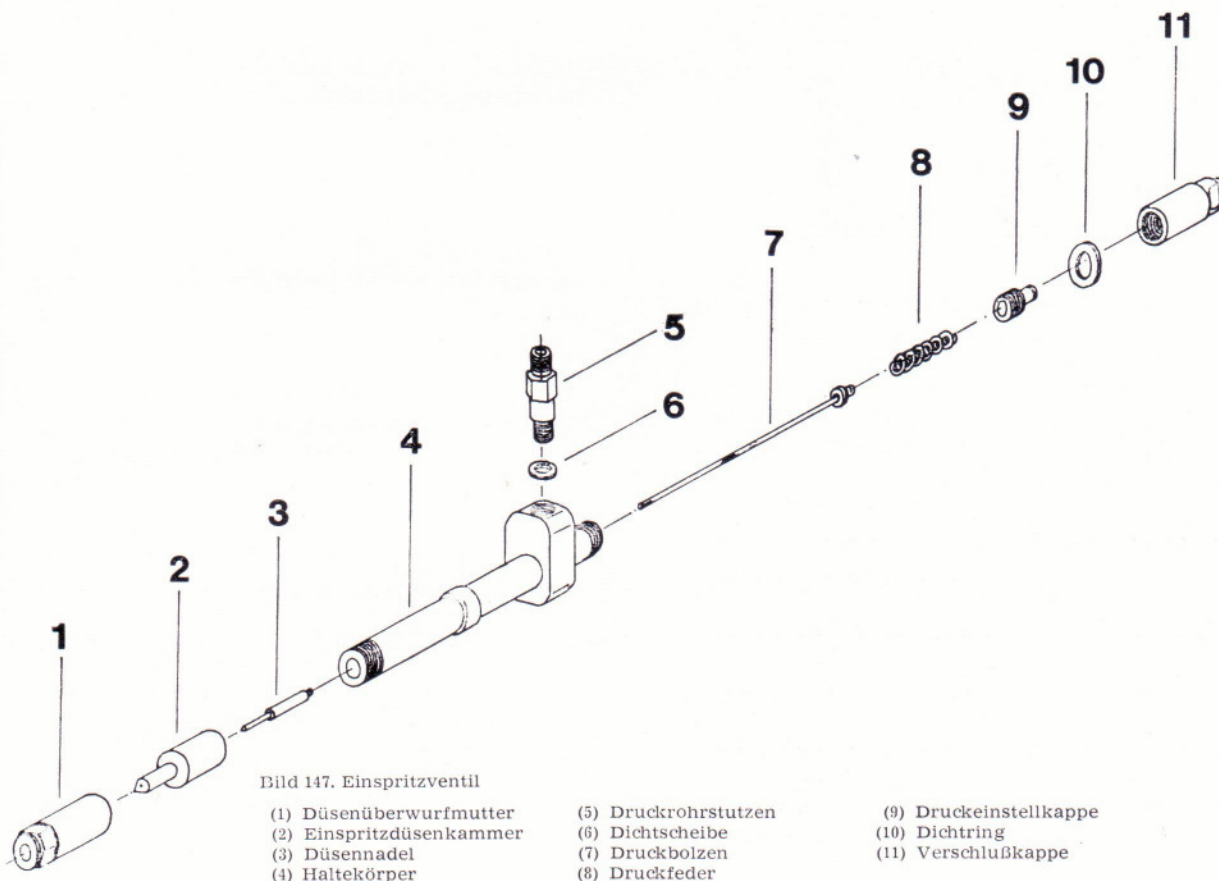 11
10
9
8
7
5
6
4
3
2
1
Bild 147. Einspritzventil
(1) Düsenüberwurfmutter
(2) Einspritzdüsenkammer
(3) Düsennadel
(4) Haltekörper
(5) Druckrohrstutzen
(6) Dichtscheibe
(7) Druckbolzen
(8) Druckfeder
(9) Druckeinstellkappe
(10) Dichtring
(11) Verschlußkappe